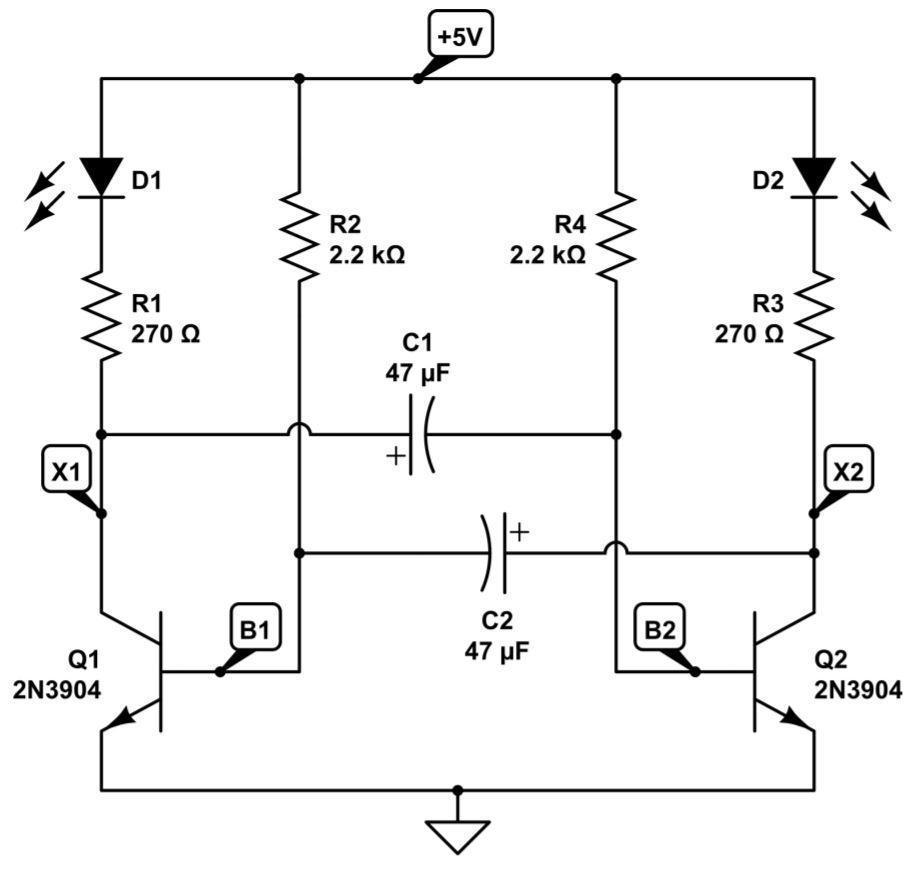 +5V
D1
D2
R2
2.2 kΩ
R4
2.2 kΩ
R1
270 Ω
R3
270 Ω
C1
47 µF
+
X1
X2
+
C2
47 µF
B1
B2
Q1
2N3904
Q2
2N3904